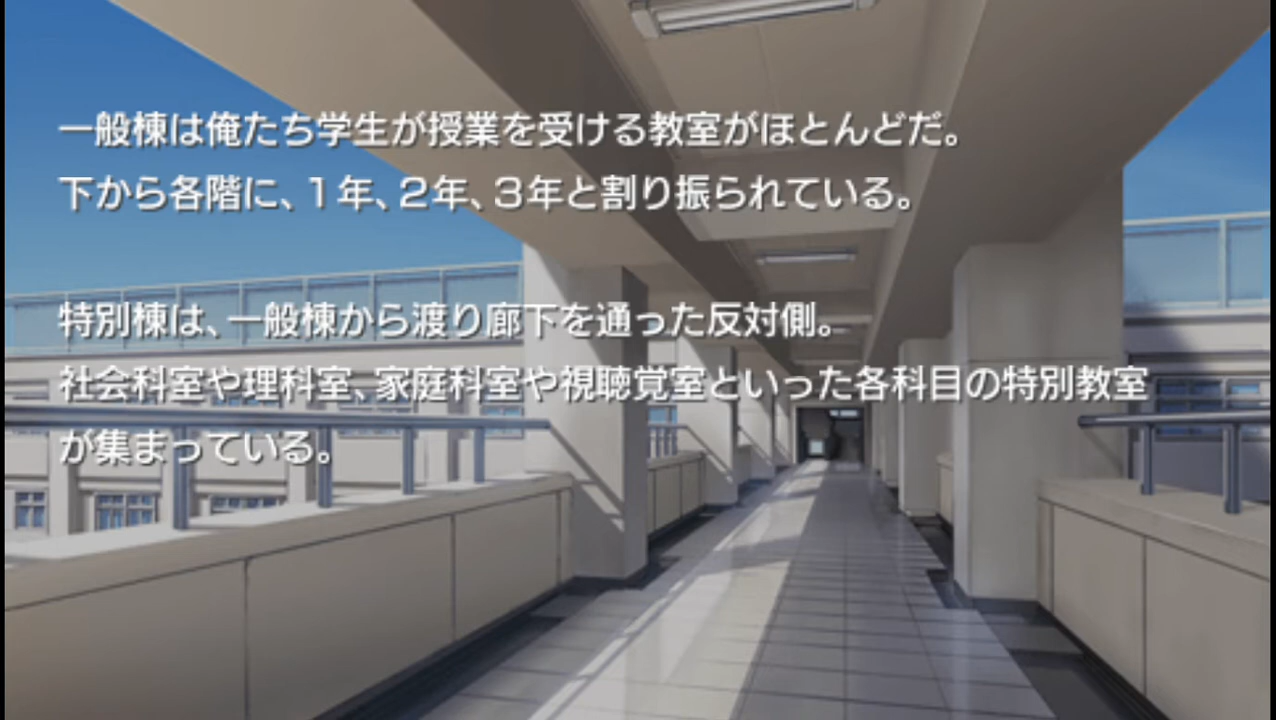 一般棟は俺たち学生が授業を受ける教室がほとんどだ。
下から各階に、１年、２年、３年と割り振られている。
特別棟は、一般棟から渡り廊下を通った反対側。
社会科室や理科室、家庭科室や視聴覚室といった各科目の特別教室
が集まっている。